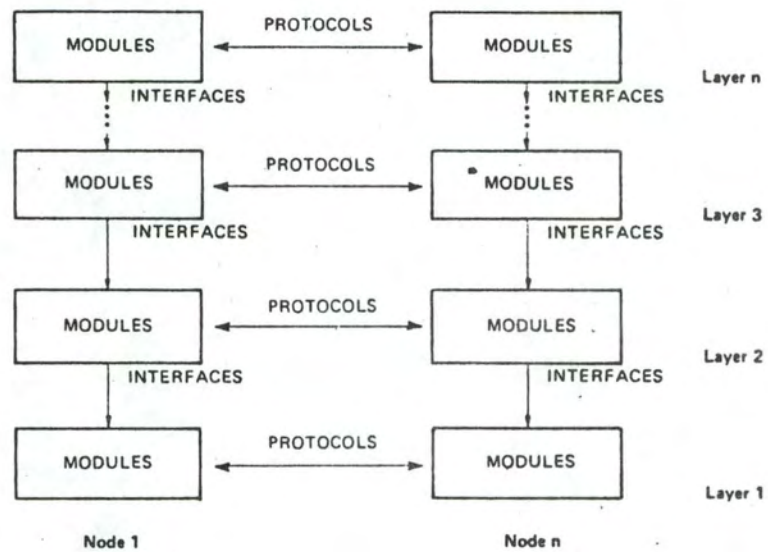 PROTOCOLS
MODULES MODULES
Layer n
INTERFACES INTERFACES
PROTOCOLS
MODULES MODULES
Layer 3
INTERFACES INTERFACES
PROTOCOLS
MODULES MODULES
Layer 2
INTERFACES INTERFACES
PROTOCOLS
MODULES MODULES
Layer 1
Node 1 Node n